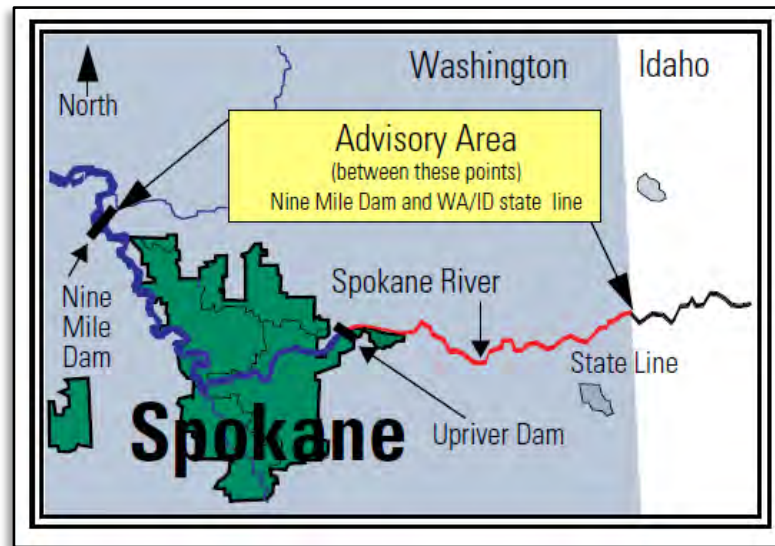 Washington
Idaho
North
Advisory Area
(between these points)
Nine Mile Dam and WA/ID state line
Spokane River
Nine
Mile
Dam
State Line
Upriver Dam
Spokane